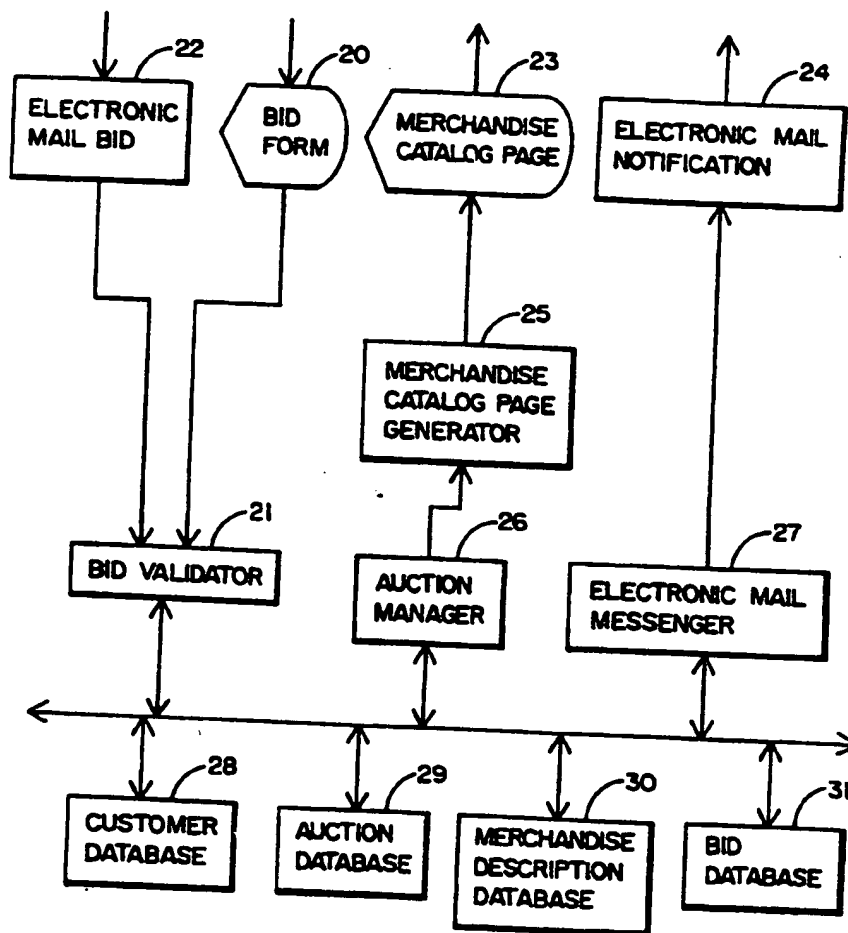 22
20
23
24
ELECTRONIC
MAIL BID
BID
FORM
MERCHANDISE
CATALOG PAGE
ELECTRONIC MAIL
NOTIFICATION
25
MERCHANDISE
CATALOG PAGE
GENERATOR
21
BID VALIDATOR
26
AUCTION
MANAGER
27
ELECTRONIC MAIL
MESSENGER
28
CUSTOMER
DATABASE
29
AUCTION
DATABASE
30
MERCHANDISE
DESCRIPTION
DATABASE
31
BID
DATABASE